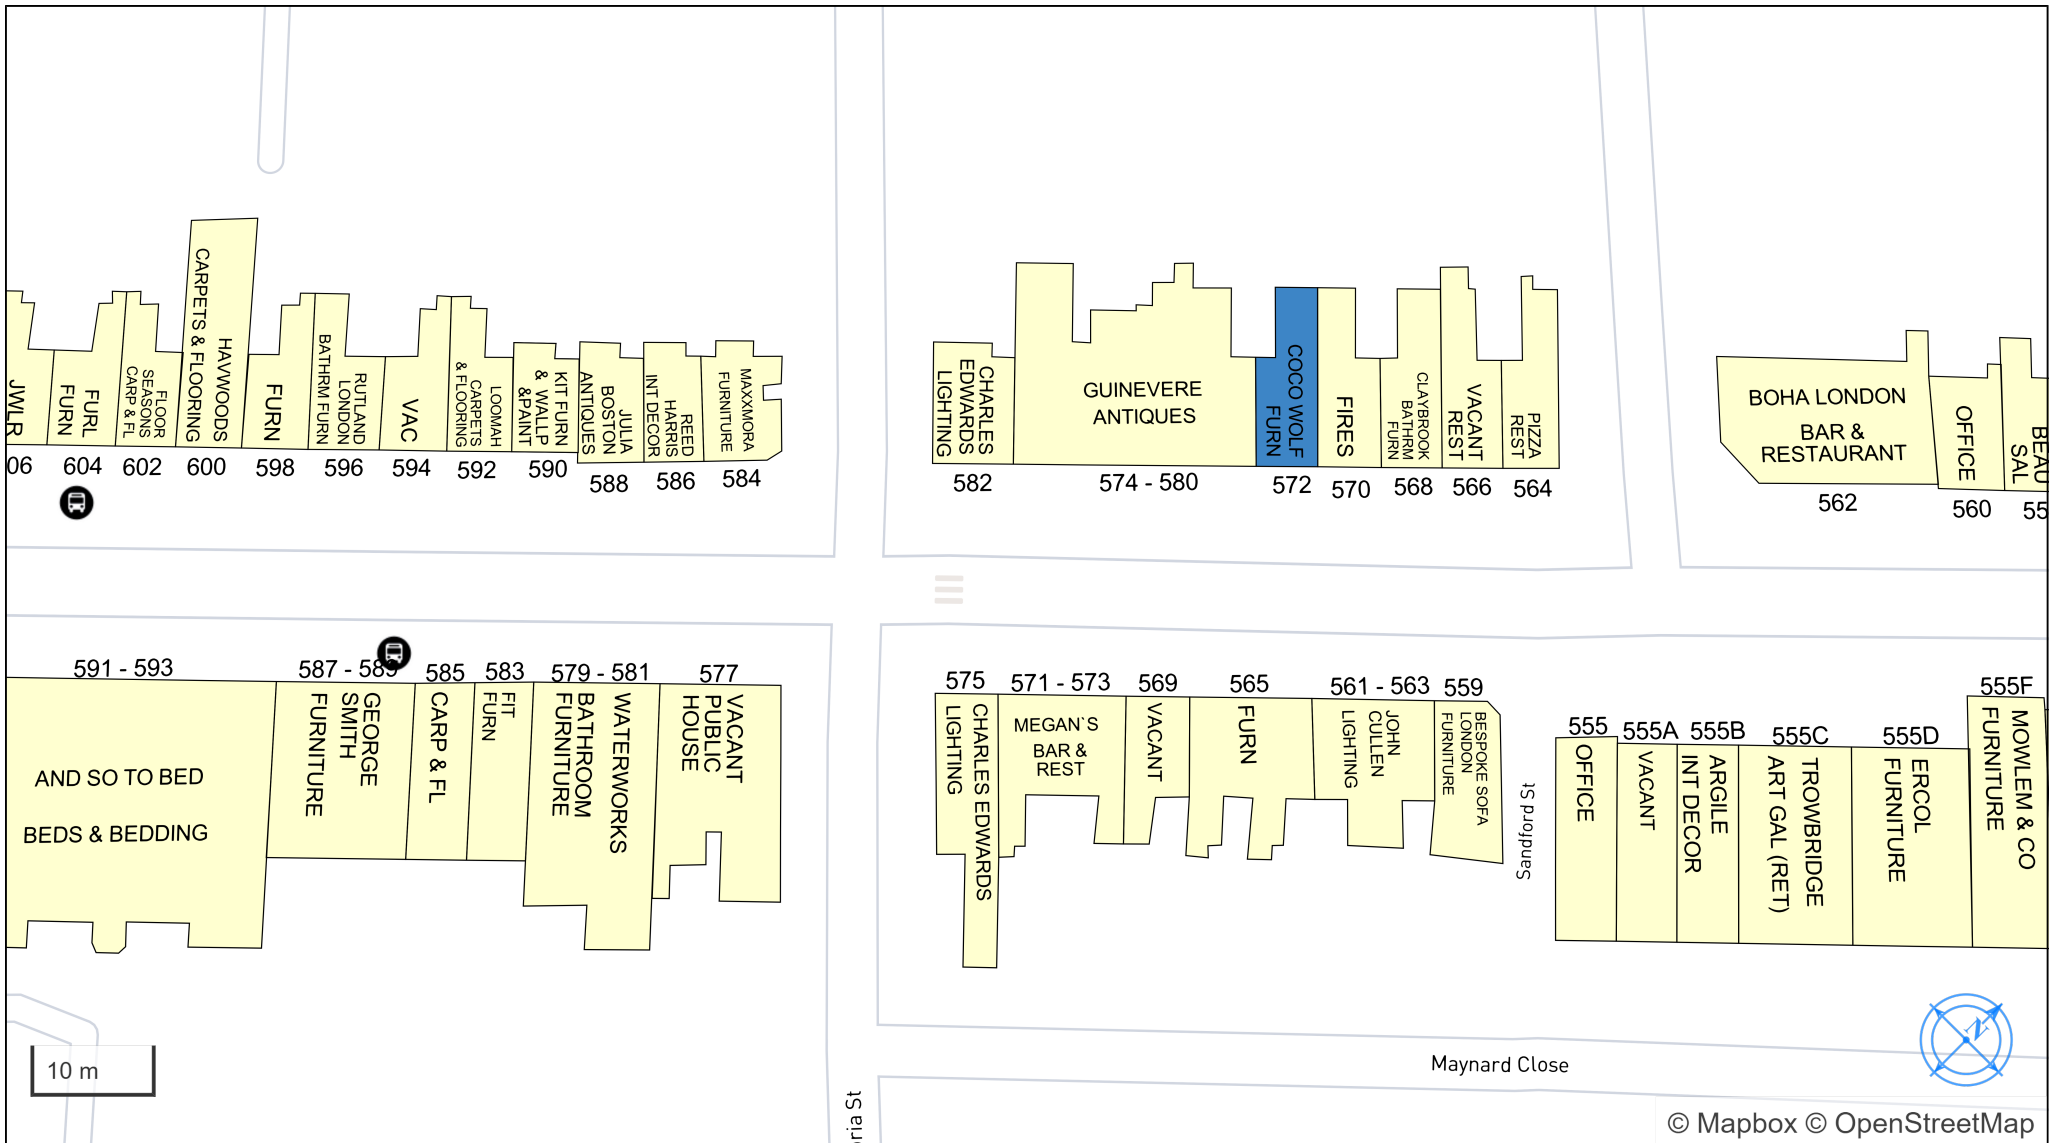 JWLR
06
FURL
FURN
604
FLOOR
SEASONS
CARP & FL
602
HAVWOODS
CARPETS & FLOORING
600
FURN
598
RUTLAND
LONDON
BATHRM FURN
596
VAC
594
LOOMAH
CARPETS
& FLOORING
592
KIT FURN
& WALLP
&PAINT
590
JULIA
BOSTON
ANTIQUES
588
REED
HARRIS
INT DECOR
586
MAXXMORA
FURNITURE
584
CHARLES
EDWARDS
LIGHTING
582
GUINEVERE
ANTIQUES
574 - 580
COCO WOLF
FURN
572
FIRES
570
CLAYBROOK
BATHRM
FURN
568
VACANT
REST
566
PIZZA
REST
564
BOHA LONDON
BAR &
RESTAURANT
562
OFFICE
560
BEAU
SAL
55
591 - 593
AND SO TO BED
BEDS & BEDDING
587 - 589
GEORGE
SMITH
FURNITURE
585
CARP & FL
583
FIT
FURN
579 - 581
WATERWORKS
BATHROOM
FURNITURE
577
VACANT
PUBLIC
HOUSE
575
CHARLES EDWARDS
LIGHTING
571 - 573
MEGAN`S
BAR &
REST
569
VACANT
565
FURN
561 - 563
JOHN
CULLEN
LIGHTING
559
BESPOKE SOFA
LONDON
FURNITURE
Sandford St
555
OFFICE
555A
VACANT
555B
ARGILE
INT DECOR
555C
TROWBRIDGE
ART GAL (RET)
555D
ERCOL
FURNITURE
555F
MOWLEM & CO
FURNITURE
10 m
Maynard Close
ria St
N
© Mapbox © OpenStreetMap